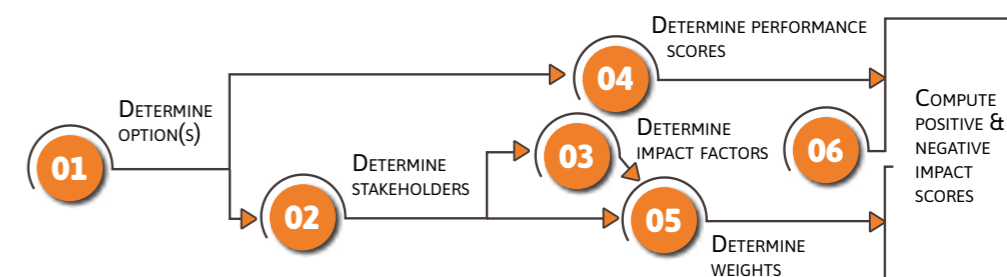 01
Determine
option(s)
02
Determine
stakeholders
03
Determine
impact factors
04
Determine performance
scores
05
Determine
weights
06
Compute
positive &
negative
impact
scores